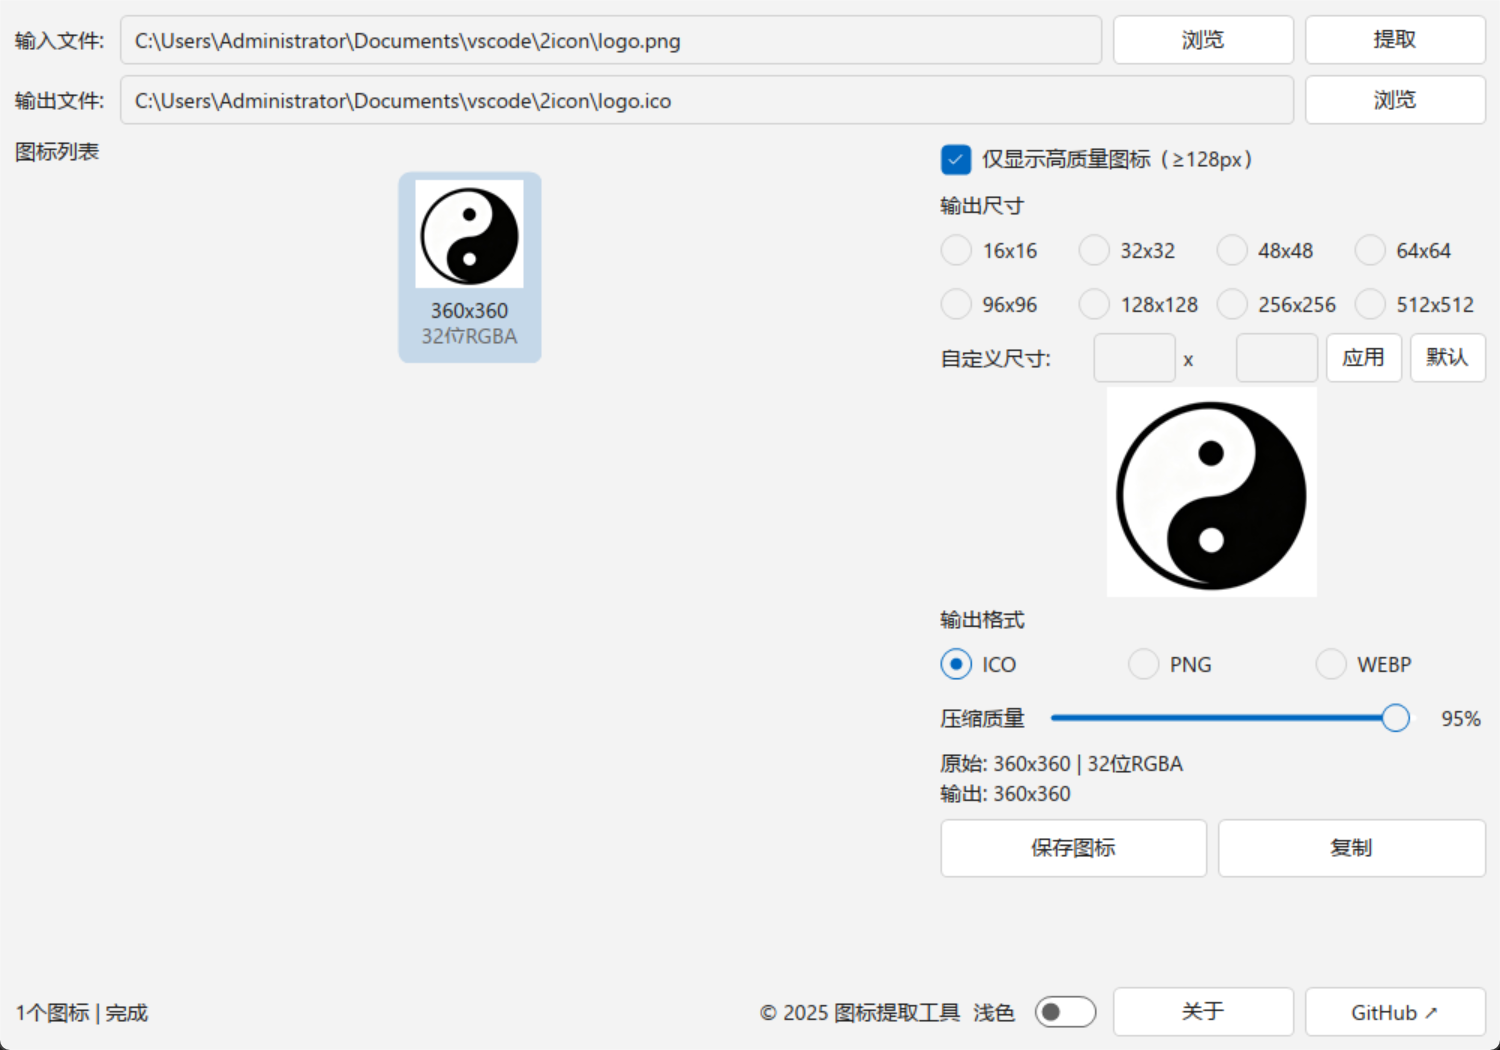 输入文件: C:\Users\Administrator\Documents\vscode\2icon\logo.png 浏览 提取
输出文件: C:\Users\Administrator\Documents\vscode\2icon\logo.ico 浏览
图标列表
360x360
32位RGBA
仅显示高质量图标（≥128px）
输出尺寸
16x16 32x32 48x48 64x64
96x96 128x128 256x256 512x512
自定义尺寸: x 应用 默认
输出格式
ICO PNG WEBP
压缩质量 95%
原始: 360x360 | 32位RGBA
输出: 360x360
保存图标 复制
1个图标 | 完成 © 2025 图标提取工具 浅色 关于 GitHub ↗